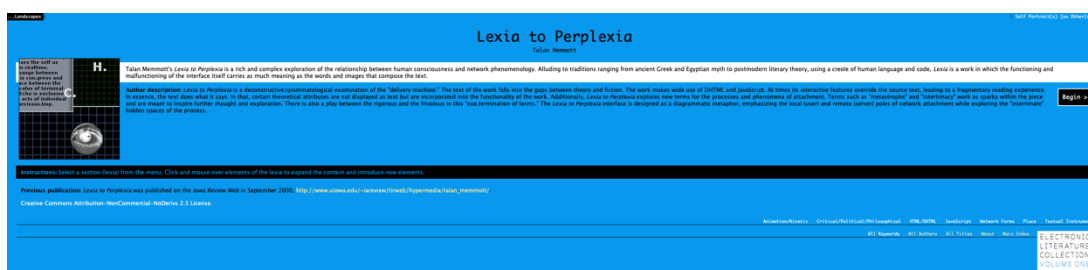 ...Landscapes /
\ Self Portrait(s) [as Other(
Lexia to Perplexia
Talan Memmott
H.
Talan Memmott's Lexia to Perplexia is a rich and complex exploration of the relationship between human consciousness and network phenomenology. Alluding to traditions ranging from ancient Greek and Egyptian myth to postmodern literary theory, using a creole of human language and code, Lexia is a work in which the functioning and
malfunctioning of the interface itself carries as much meaning as the words and images that compose the text.
Author description: Lexia to Perplexia is a deconstructive/grammatological examination of the "delivery machine." The text of the work falls into the gaps between theory and fiction. The work makes wide use of DHTML and JavaScript. At times its interactive features override the source text, leading to a fragmentary reading experience.
In essence, the text does what it says: in that, certain theoretical attributes are not displayed as text but are incorporated into the functionality of the work. Additionally, Lexia to Perplexia explores new terms for the processes and phenomena of attachment. Terms such as "metastrophe" and "intertimacy" work as sparks within the piece
and are meant to inspire further thought and exploration. There is also a play between the rigorous and the frivolous in this "exe.termination of terms." The Lexia to Perplexia interface is designed as a diagrammatic metaphor, emphasizing the local (user) and remote (server) poles of network attachment while exploring the "intertimate"
hidden spaces of the process.
Begin >
Instructions: Select a section (lexia) from the menu. Click and mouse over elements of the lexia to expand the content and introduce new elements.
Previous publication: Lexia to Perplexia was published on the Iowa Review Web in September 2000, http://www.uiowa.edu/~iareview/tirweb/hypermedia/talan_memmott/.
Creative Commons Attribution-NonCommercial-NoDerivs 2.5 License.
Animation/Kinetic Critical/Political/Philosophical HTML/DHTML JavaScript Network Forms Place Textual Instrume
All Keywords All Authors All Titles About Main Index
ELECTRONIC
LITERATURE
COLLECTION
VOLUME ONE